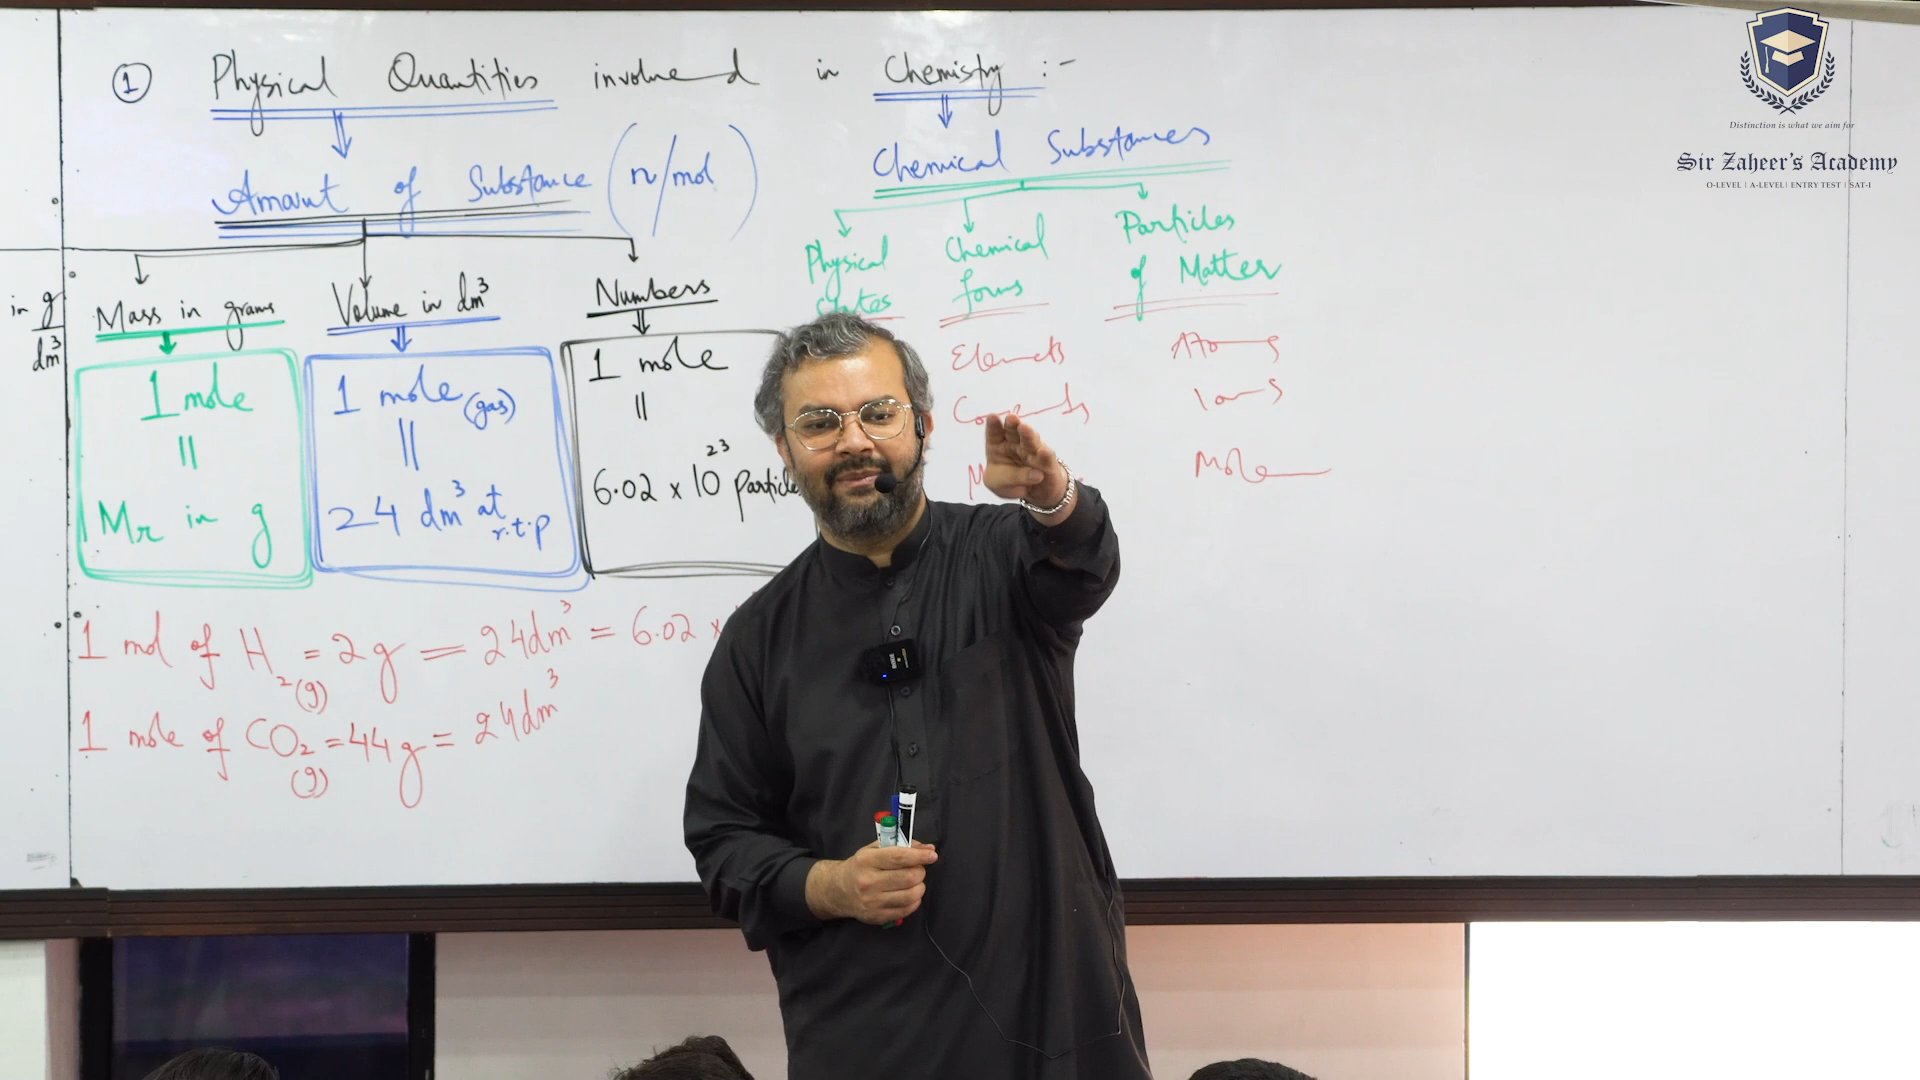 ① Physical Quantities involved in Chemistry :-
Amount of Substance (n/mol)
Chemical Substances
Physical
States
Chemical
forms
Particles
of Matter
in g
dm³
Mass in grams
Volume in dm³
Numbers
1 mole
=
Mr in g
1 mole (gas)
=
24 dm³ at r.t.p
1 mole
=
6.02 x 10²³ Particle
Elements
Atoms
Ions
Mole
1 mol of H₂(g) = 2g = 24dm³ = 6.02 x
1 mole of CO₂(g) = 44g = 24dm³
Distinction is what we aim for
Sir Zaheer's Academy
O-LEVEL | A-LEVEL | ENTRY TEST | SAT-I